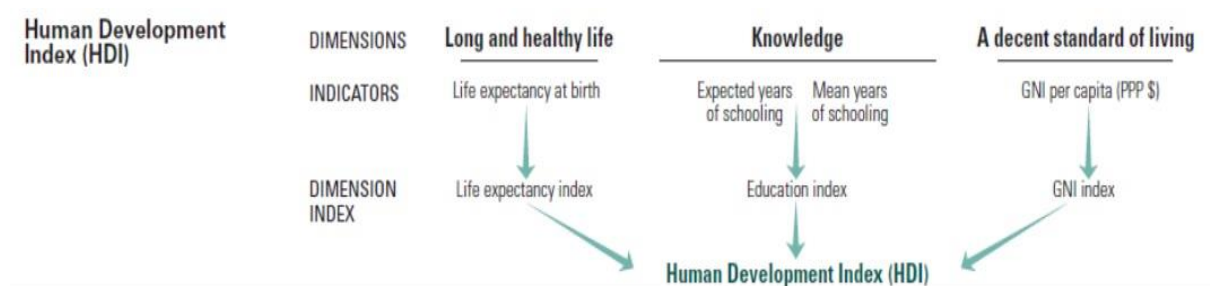 Human Development
Index (HDI)
DIMENSIONS Long and healthy life Knowledge A decent standard of living
INDICATORS Life expectancy at birth Expected years Mean years GNI per capita (PPP $)
of schooling of schooling
DIMENSION Life expectancy index Education index GNI index
INDEX
Human Development Index (HDI)